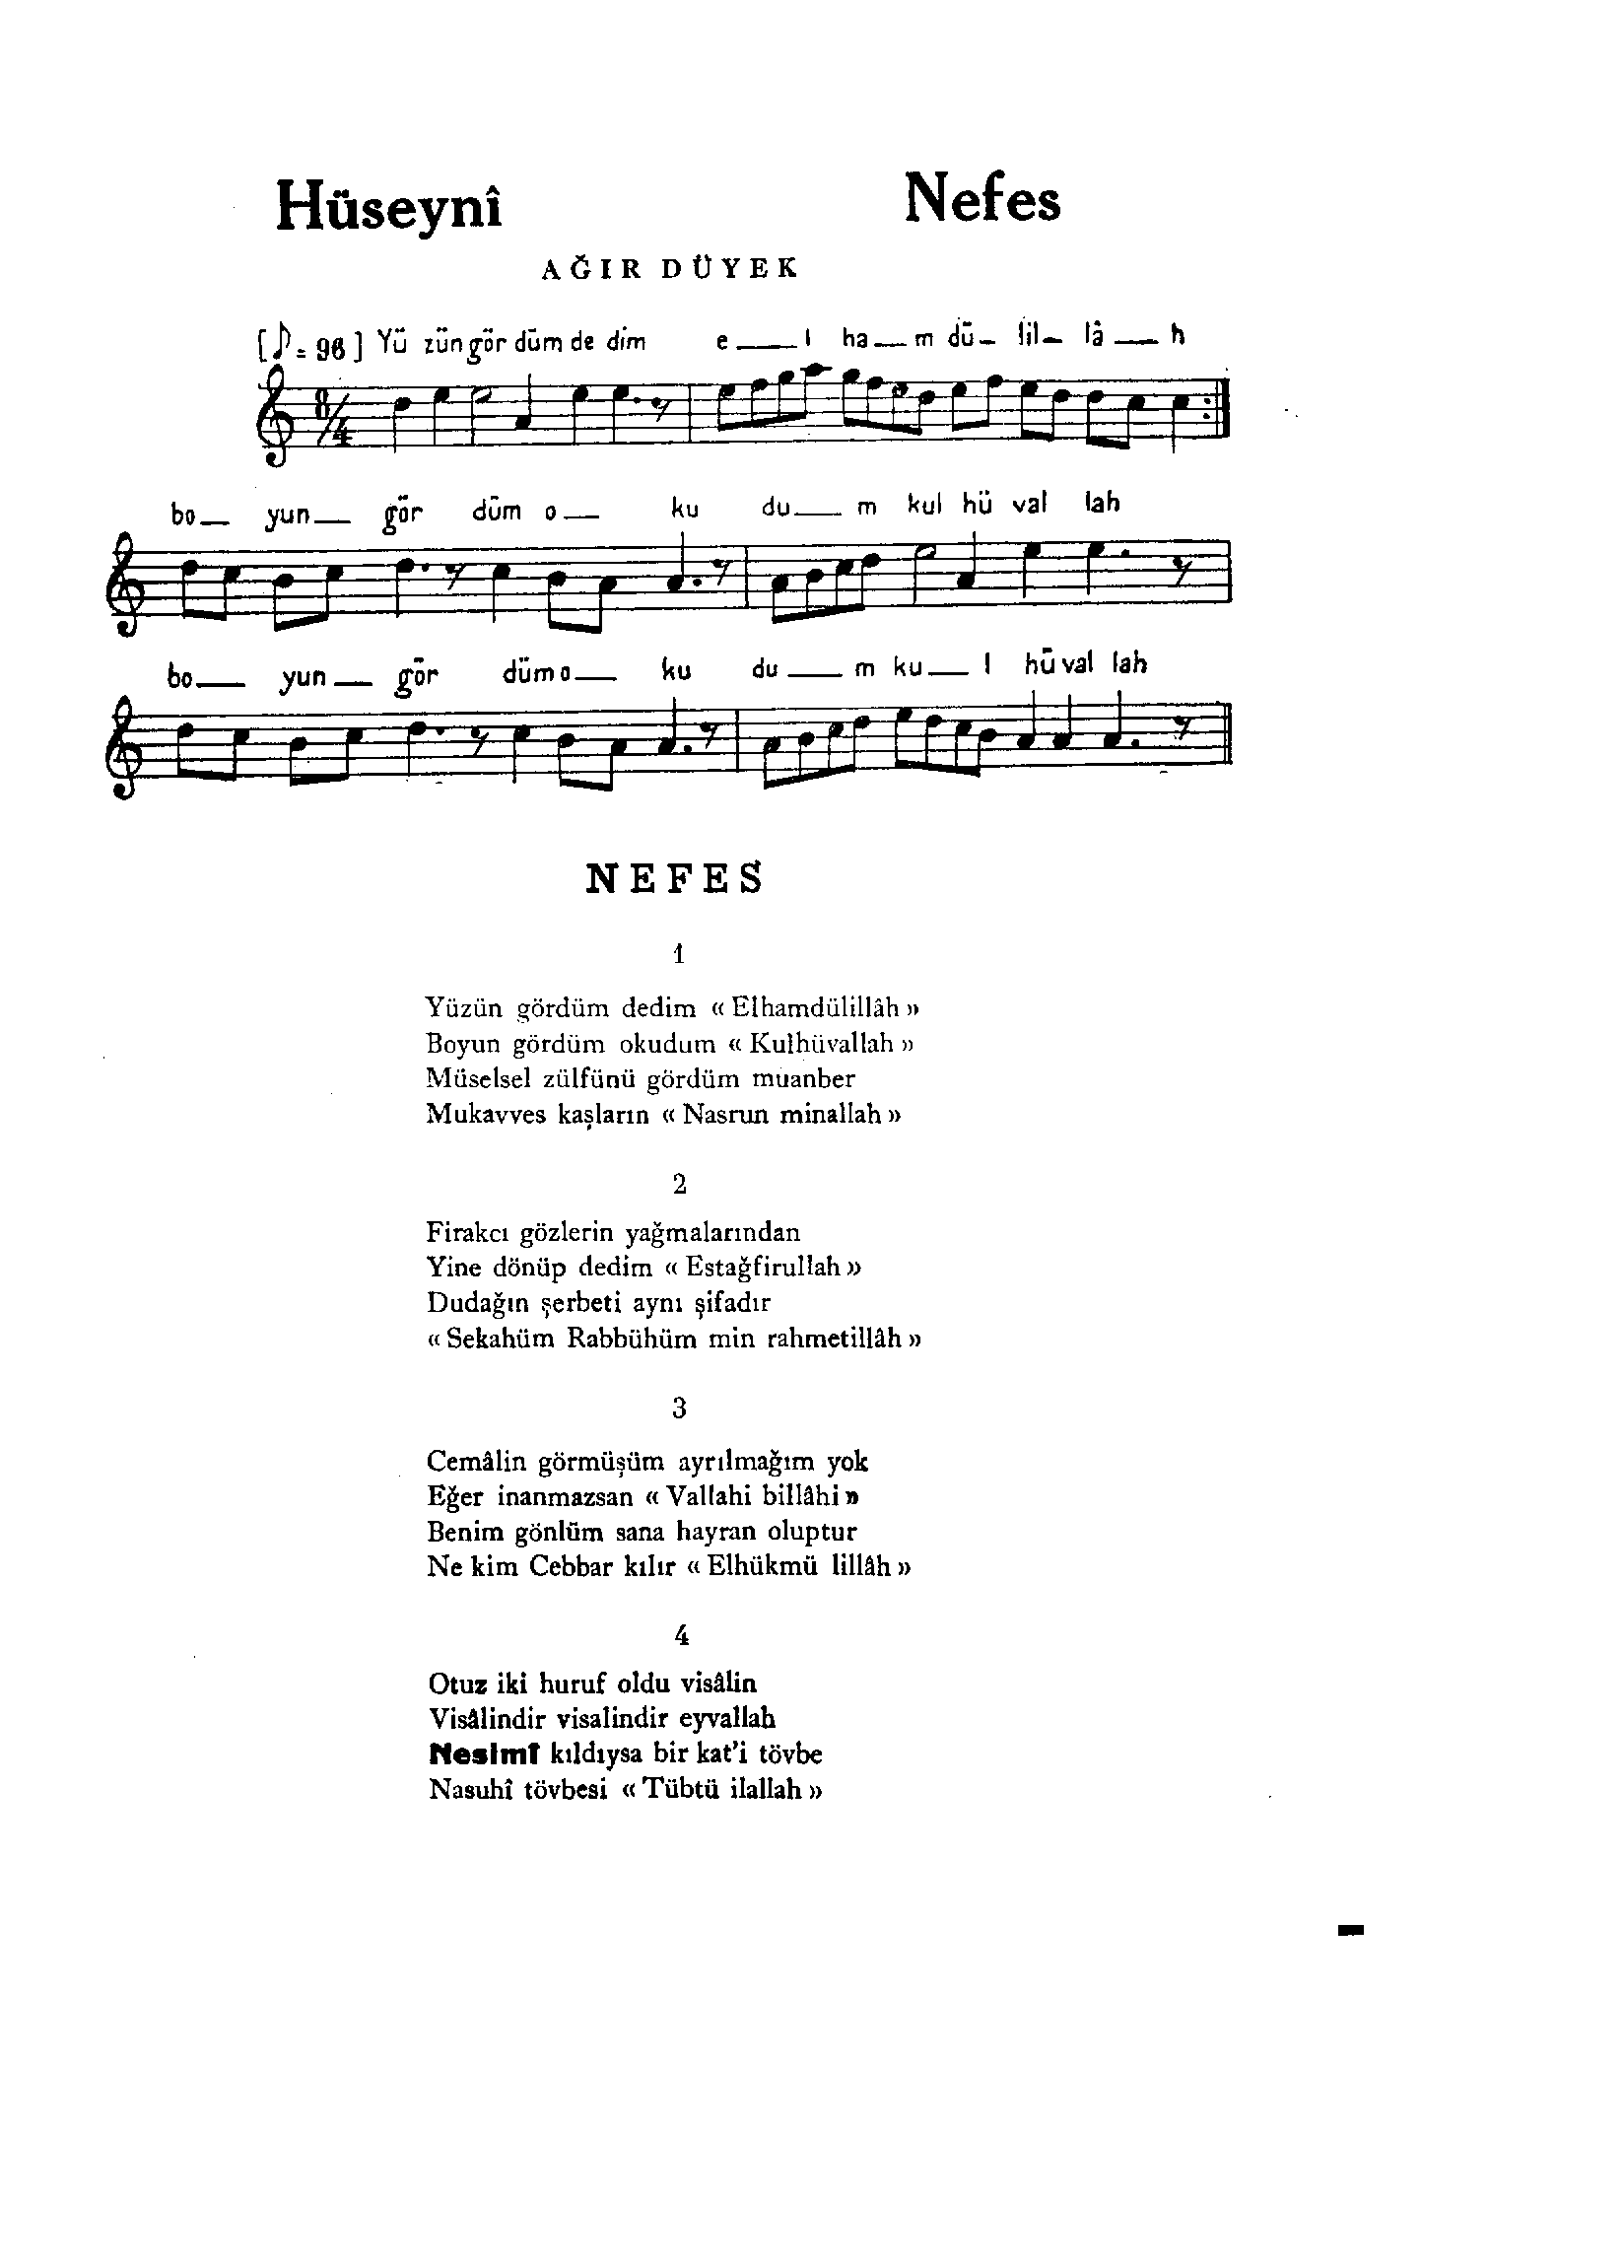 Hüseynî Nefes
AĞIR DÜYEK
[♪ = 96] Yü zün gör düm de dim e — l ha — m dü — lil — lâ — h
8/4
bo — yun — gör düm o — ku du — m kul hü val lah
bo — yun — gör düm o — ku du — m ku — l hü val lah
NEFES
1
Yüzün gördüm dedim « Elhamdülillâh »
Boyun gördüm okudum « Kulhüvallah »
Müselsel zülfünü gördüm muanber
Mukavves kaşların « Nasrun minallah »
2
Firakcı gözlerin yağmalarından
Yine dönüp dedim « Estağfirullah »
Dudağın şerbeti aynı şifadır
« Sekahüm Rabbühüm min rahmetillâh »
3
Cemâlin görmüşüm ayrılmağım yok
Eğer inanmazsan « Vallahi billâhi »
Benim gönlüm sana hayran oluptur
Ne kim Cebbar kılır « Elhükmü lillâh »
4
Otuz iki huruf oldu visâlin
Visâlindir visalindir eyvallah
Nesimî kıldıysa bir kat'i tövbe
Nasuhî tövbesi « Tübtü ilallah »